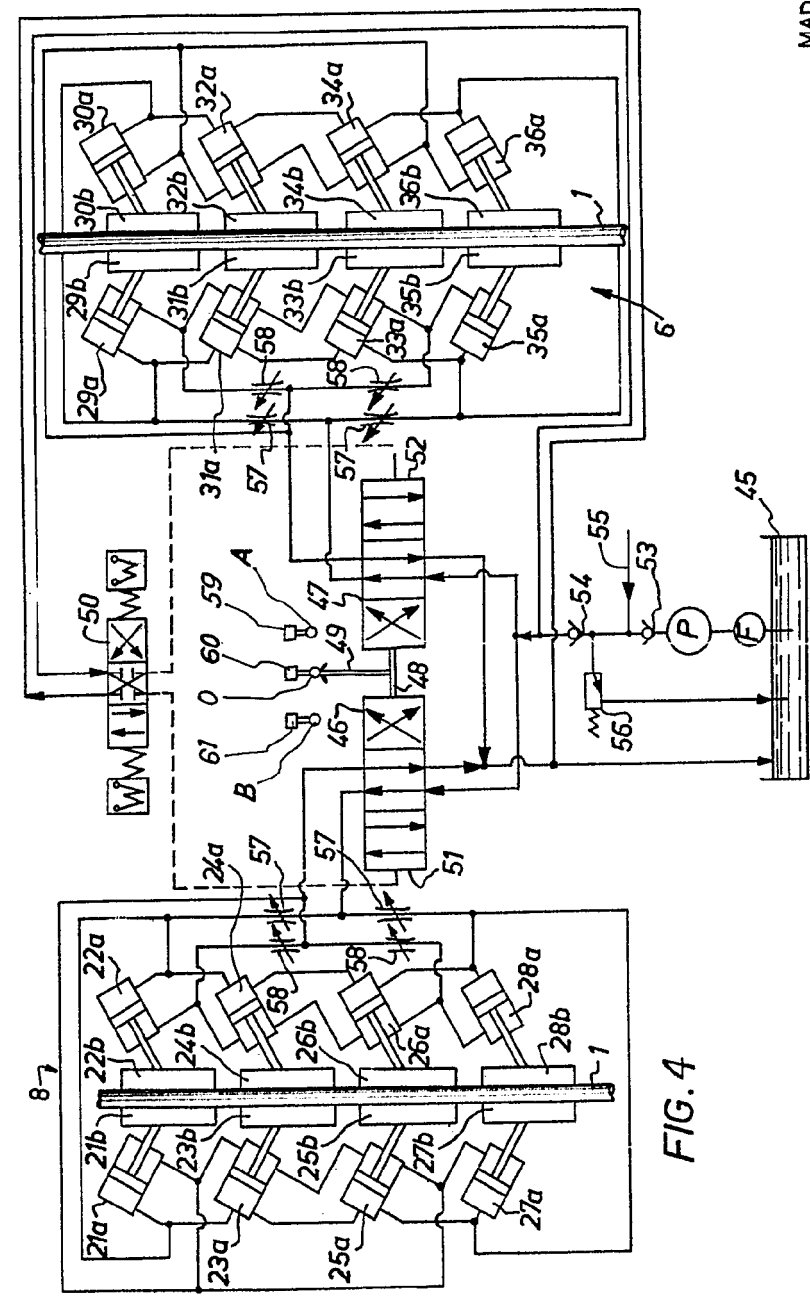 MAD
8
21a
21b
22b
22a
23a
23b
24b
24a
25a
25b
26b
26a
27a
27b
28b
28a
1
57
58
57
58
51
46
B
61
O
60
A
59
48
49
47
52
50
W
W
56
54
55
53
P
F
45
29a
29b
30b
30a
31a
31b
32b
32a
33a
33b
34b
34a
35a
35b
36b
36a
57
58
57
58
1
6
FIG. 4